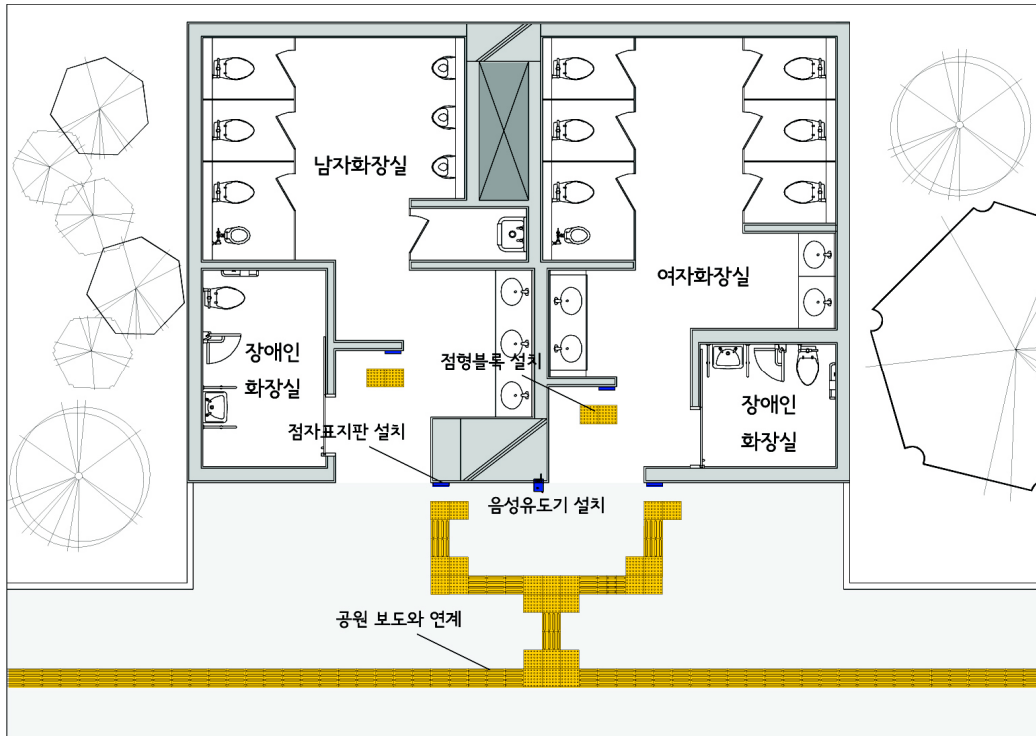 남자화장실
여자화장실
장애인
화장실
점형블록 설치
장애인
화장실
점자표지판 설치
음성유도기 설치
공원 보도와 연계